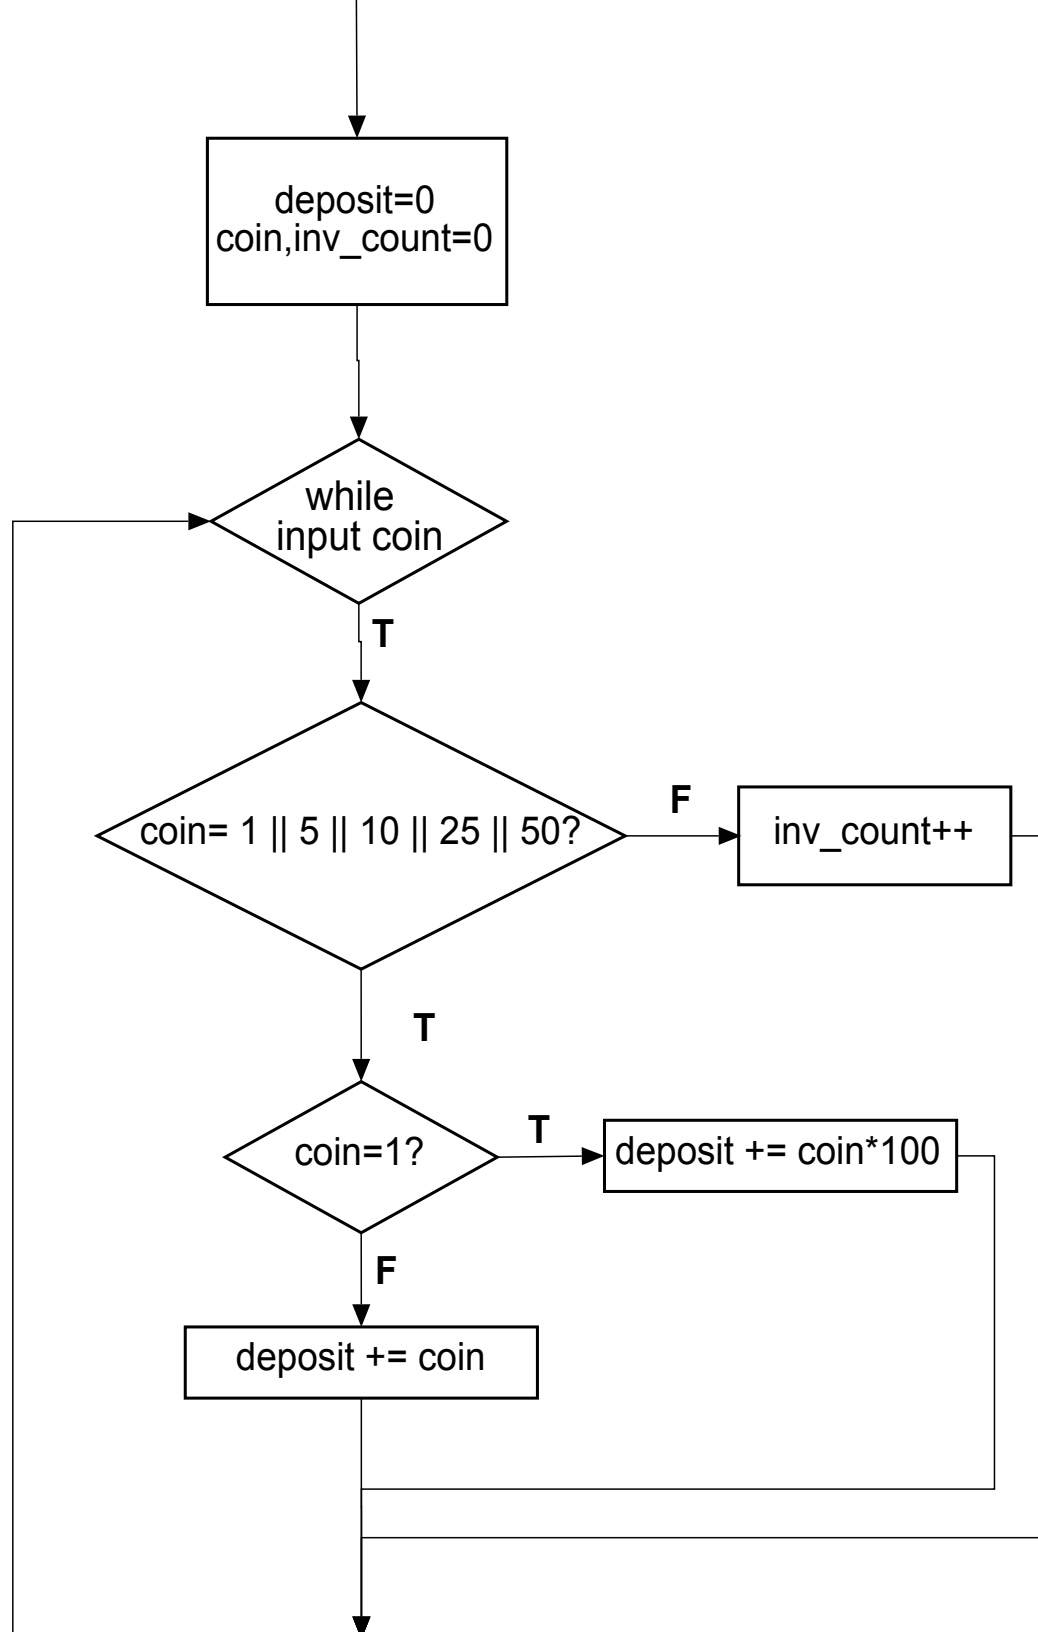 deposit=0
coin,inv_count=0
while
input coin
T
coin= 1 || 5 || 10 || 25 || 50?
F
inv_count++
T
coin=1?
T
deposit += coin*100
F
deposit += coin